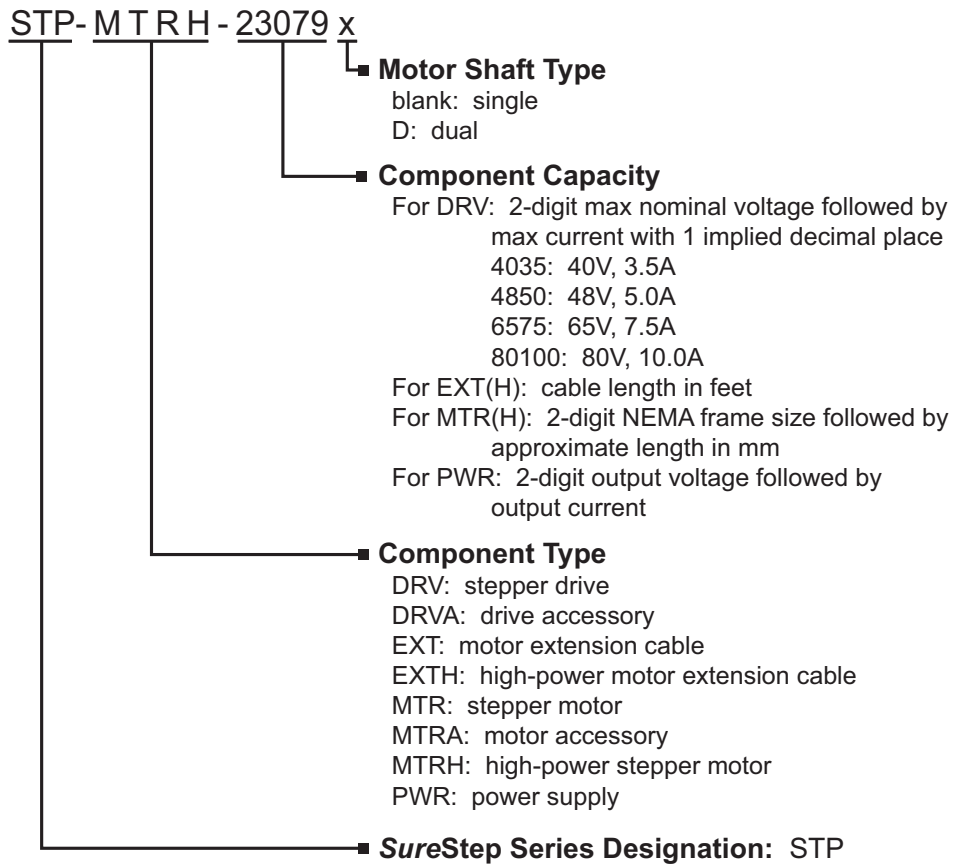 STP- M T R H - 23079 x
Motor Shaft Type
blank: single
D: dual
Component Capacity
For DRV: 2-digit max nominal voltage followed by
max current with 1 implied decimal place
4035: 40V, 3.5A
4850: 48V, 5.0A
6575: 65V, 7.5A
80100: 80V, 10.0A
For EXT(H): cable length in feet
For MTR(H): 2-digit NEMA frame size followed by
approximate length in mm
For PWR: 2-digit output voltage followed by
output current
Component Type
DRV: stepper drive
DRVA: drive accessory
EXT: motor extension cable
EXTH: high-power motor extension cable
MTR: stepper motor
MTRA: motor accessory
MTRH: high-power stepper motor
PWR: power supply
SureStep Series Designation: STP